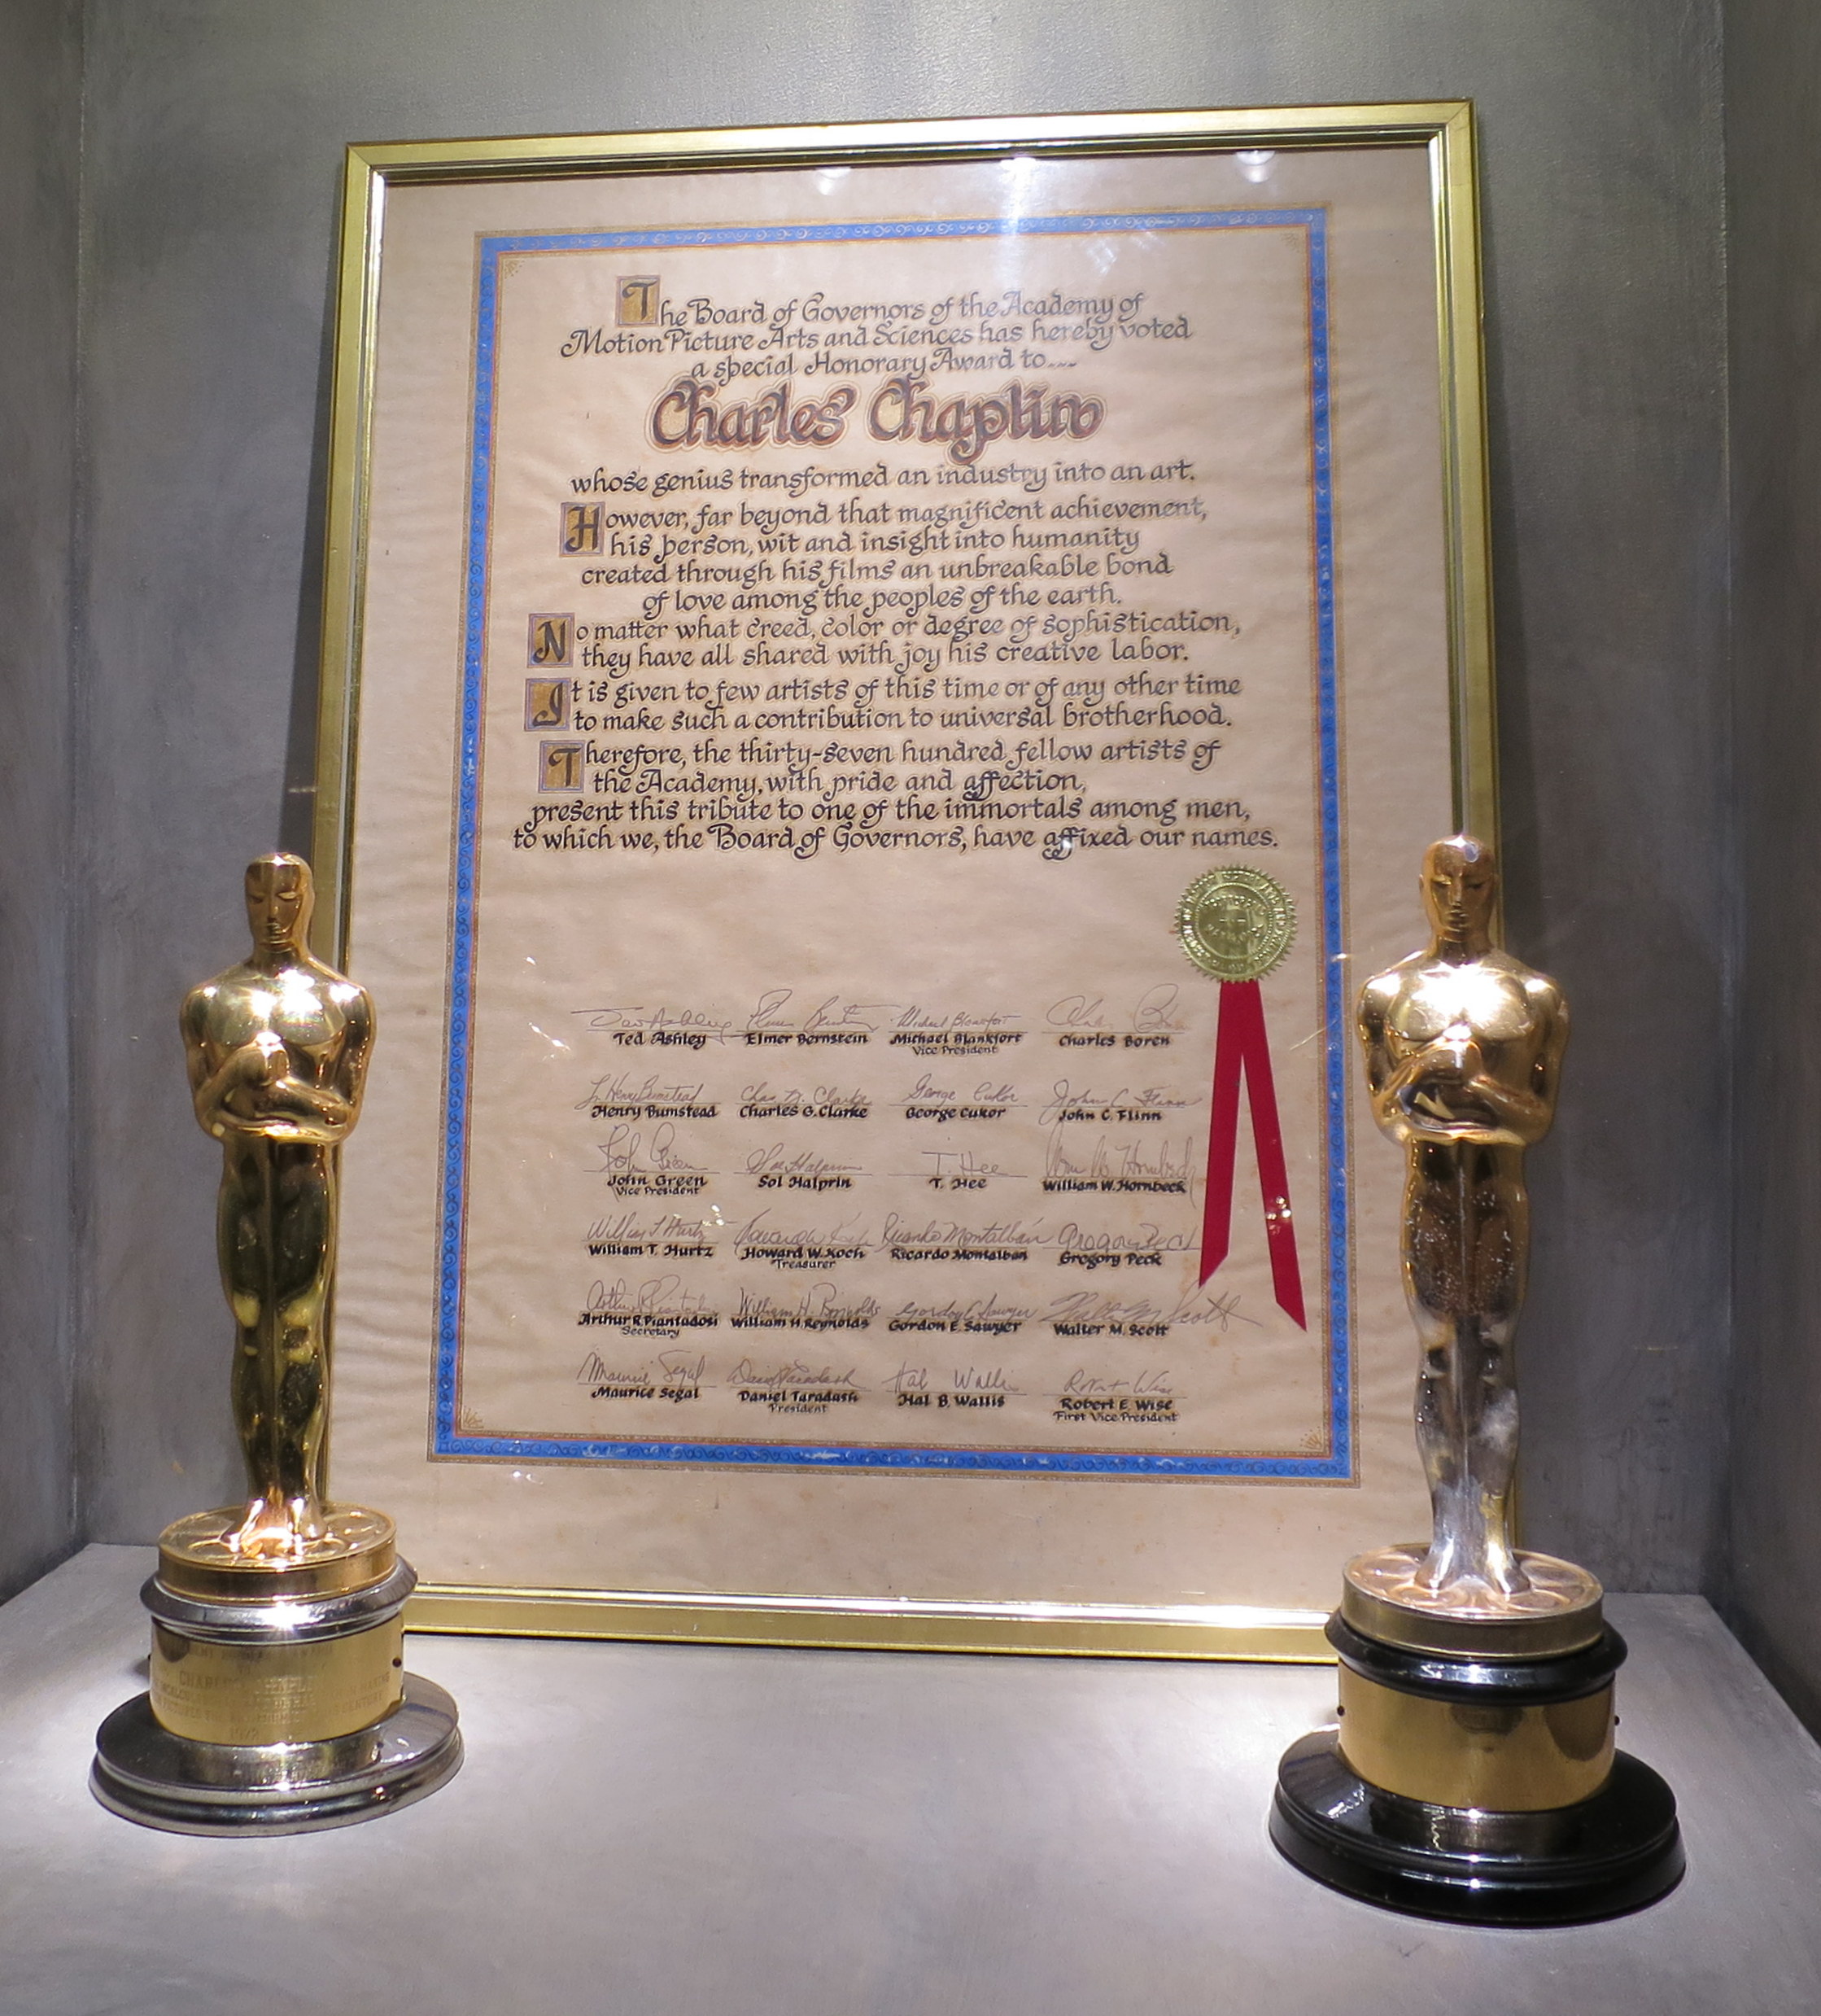 The Board of Governors of the Academy of
Motion Picture Arts and Sciences has hereby voted
a special Honorary Award to...
Charles Chaplin
whose genius transformed an industry into an art.
However, far beyond that magnificent achievement,
his person, wit and insight into humanity
created through his films an unbreakable bond
of love among the peoples of the earth.
No matter what creed, color or degree of sophistication,
they have all shared with joy his creative labor.
It is given to few artists of this time or of any other time
to make such a contribution to universal brotherhood.
Therefore, the thirty-seven hundred fellow artists of
the Academy, with pride and affection,
present this tribute to one of the immortals among men,
to which we, the Board of Governors, have affixed our names.
Ted Ashley Elmer Bernstein Michael Blankfort Charles Boren
Vice President
Henry Bumstead Charles G. Clarke George Cukor John C. Flinn
John Green Sol Halprin T. Hee William W. Hornbeck
Vice President
William T. Hurtz Howard W. Koch Ricardo Montalban Gregory Peck
Treasurer
Arthur R. Piantadosi William H. Reynolds Gordon E. Sawyer Walter M. Scott
Secretary
Maurice Segal Daniel Taradash Hal B. Wallis Robert E. Wise
President First Vice President